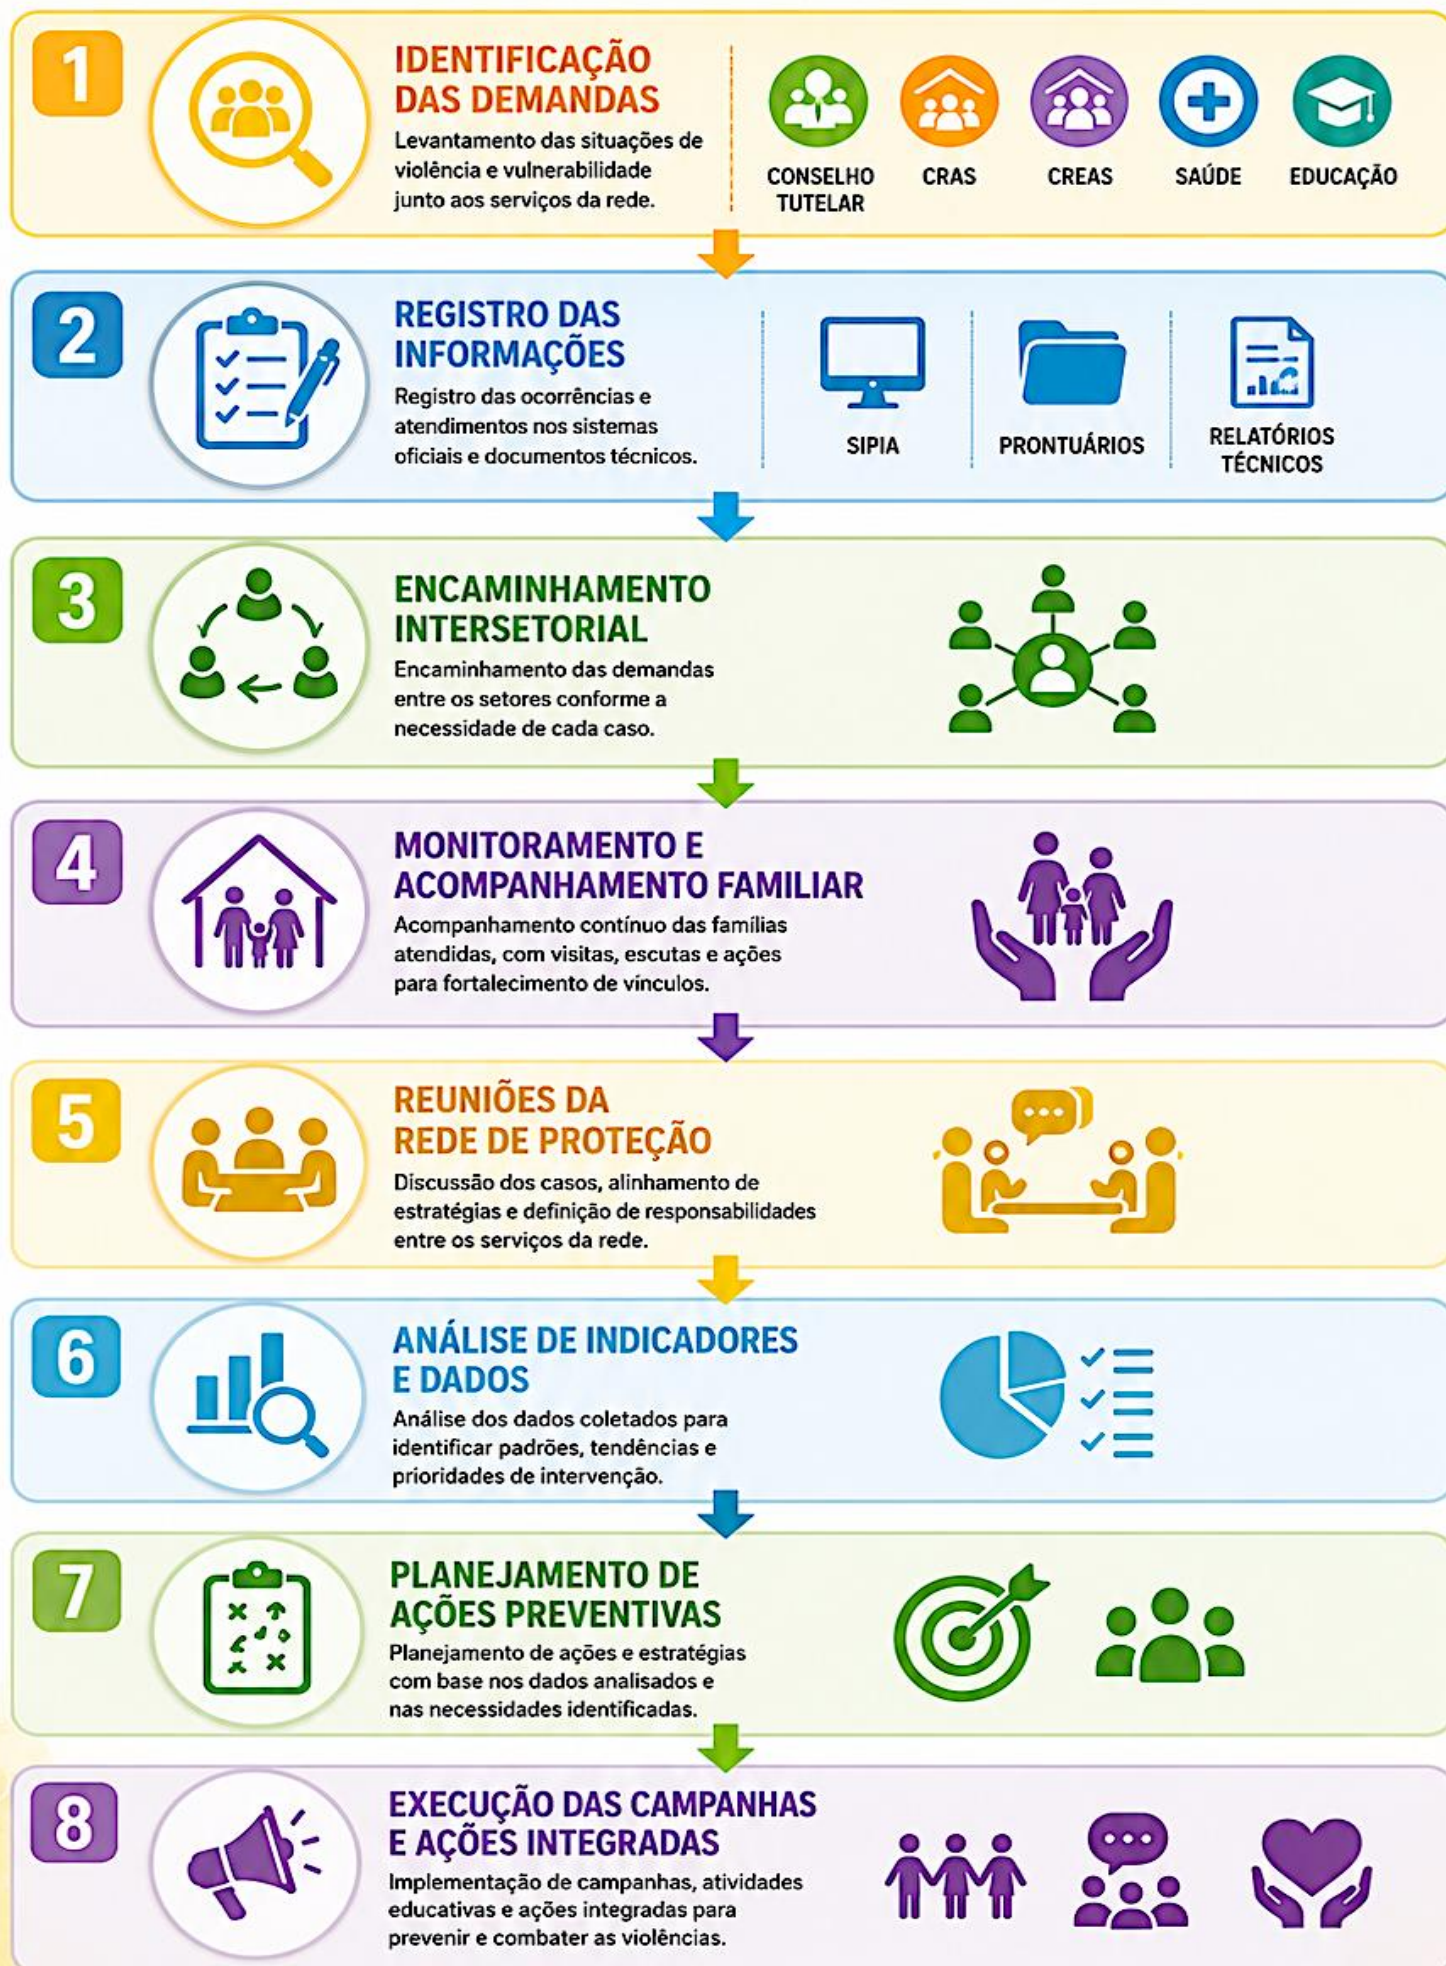 1
IDENTIFICAÇÃO
DAS DEMANDAS
Levantamento das situações de
violência e vulnerabilidade
junto aos serviços da rede.
CONSELHO
TUTELAR
CRAS
CREAS
SAÚDE
EDUCAÇÃO
2
REGISTRO DAS
INFORMAÇÕES
Registro das ocorrências e
atendimentos nos sistemas
oficiais e documentos técnicos.
SIPIA
PRONTUÁRIOS
RELATÓRIOS
TÉCNICOS
3
ENCAMINHAMENTO
INTERSETORIAL
Encaminhamento das demandas
entre os setores conforme a
necessidade de cada caso.
4
MONITORAMENTO E
ACOMPANHAMENTO FAMILIAR
Acompanhamento contínuo das famílias
atendidas, com visitas, escutas e ações
para fortalecimento de vínculos.
5
REUNIÕES DA
REDE DE PROTEÇÃO
Discussão dos casos, alinhamento de
estratégias e definição de responsabilidades
entre os serviços da rede.
6
ANÁLISE DE INDICADORES
E DADOS
Análise dos dados coletados para
identificar padrões, tendências e
prioridades de intervenção.
7
PLANEJAMENTO DE
AÇÕES PREVENTIVAS
Planejamento de ações e estratégias
com base nos dados analisados e
nas necessidades identificadas.
8
EXECUÇÃO DAS CAMPANHAS
E AÇÕES INTEGRADAS
Implementação de campanhas, atividades
educativas e ações integradas para
prevenir e combater as violências.